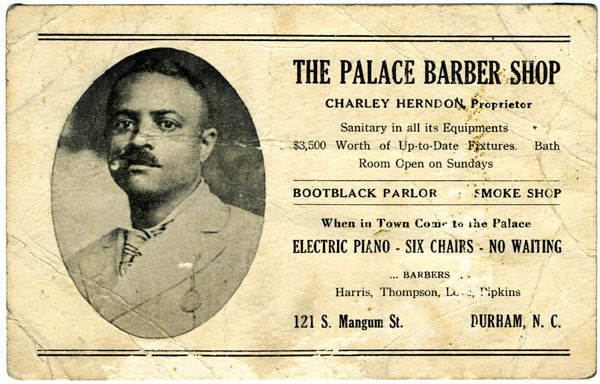 THE PALACE BARBER SHOP
CHARLEY HERNDON, Proprietor
Sanitary in all its Equipments
$3,500 Worth of Up-to-Date Fixtures. Bath
Room Open on Sundays
BOOTBLACK PARLOR SMOKE SHOP
When in Town Come to the Palace
ELECTRIC PIANO - SIX CHAIRS - NO WAITING
... BARBERS ...
Harris, Thompson, Pipkins
121 S. Mangum St. DURHAM, N. C.